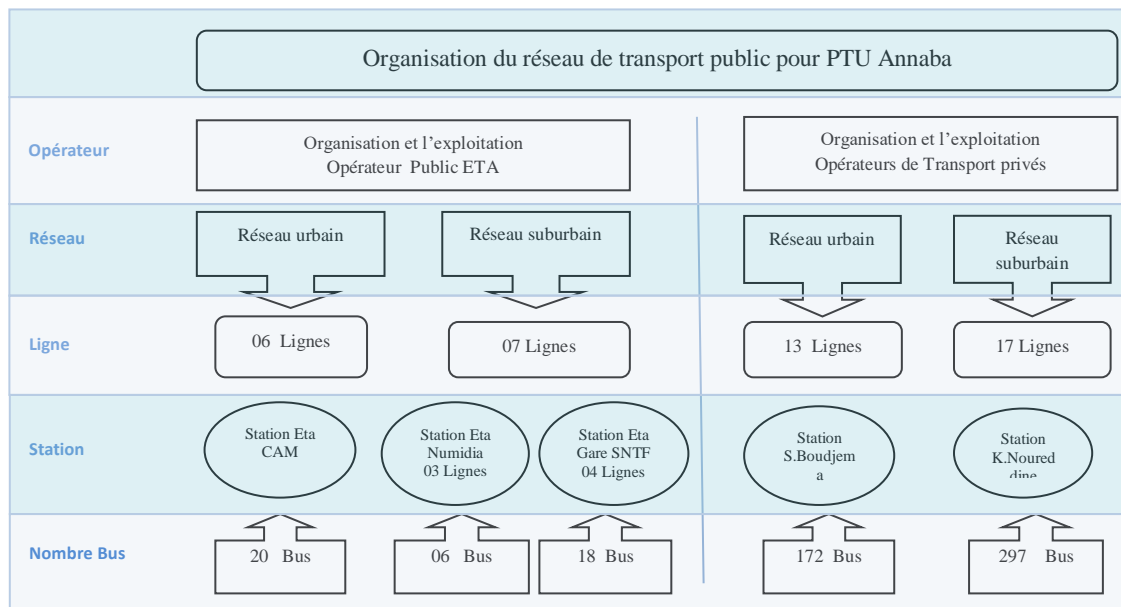 Organisation du réseau de transport public pour PTU Annaba
Opérateur
Organisation et l'exploitation
Opérateur Public ETA
Organisation et l'exploitation
Opérateurs de Transport privés
Réseau
Réseau urbain
Réseau suburbain
Réseau urbain
Réseau
suburbain
Ligne
06 Lignes
07 Lignes
13 Lignes
17 Lignes
Station
Station Eta
CAM
Station Eta
Numidia
03 Lignes
Station Eta
Gare SNTF
04 Lignes
Station
S.Boudjem
a
Station
K.Noured
dine
Nombre Bus
20 Bus
06 Bus
18 Bus
172 Bus
297 Bus